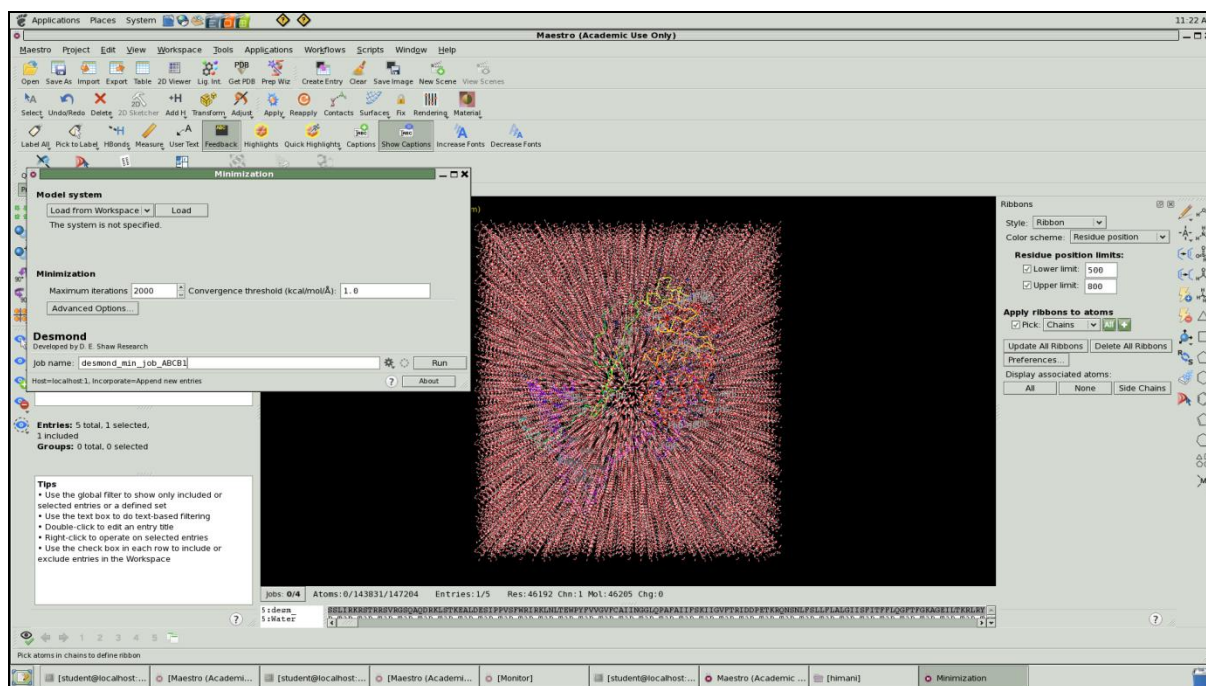 Applications Places System 11:22 A
Maestro (Academic Use Only)
Maestro Project Edit View Workspace Tools Applications Workflows Scripts Window Help
Open Save As Import Export Table 2D Viewer Lig. Int. Get PDB Prep Wiz Create Entry Clear Save Image New Scene View Scenes
Select Undo/Redo Delete 2D Sketcher Add H Transform Adjust Apply Reapply Contacts Surfaces Fix Rendering Material
Label All Pick to Label HBonds Measure User Text Feedback Highlights Quick Highlights Captions Show Captions Increase Fonts Decrease Fonts
Minimization
Model system
Load from Workspace Load
The system is not specified.
Minimization
Maximum iterations 2000 Convergence threshold (kcal/mol/Å): 1.0
Advanced Options...
Desmond
Developed by D. E. Shaw Research
Job name: desmond_min_job_ABCB1 Run
Host=localhost:1, Incorporate=Append new entries ? About
Entries: 5 total, 1 selected,
1 included
Groups: 0 total, 0 selected
Tips
• Use the global filter to show only included or
selected entries or a defined set
• Use the text box to do text-based filtering
• Double-click to edit an entry title
• Right-click to operate on selected entries
• Use the check box in each row to include or
exclude entries in the Workspace
Ribbons
Style: Ribbon
Color scheme: Residue position
Residue position limits:
Lower limit: 500
Upper limit: 800
Apply ribbons to atoms
Pick: Chains All +
Update All Ribbons Delete All Ribbons
Preferences...
Display associated atoms:
All None Side Chains
Jobs: 0/4 Atoms:0/143831/147204 Entries:1/5 Res:46192 Chn:1 Mol:46205 Chg:0
5:desm_
5:Water
1 2 3 4 5
Pick atoms in chains to define ribbon
[student@localhost:... [Maestro (Academi... [student@localhost:... [Maestro (Academi... [Monitor] [student@localhost:... Maestro (Academic ... [himani] Minimization